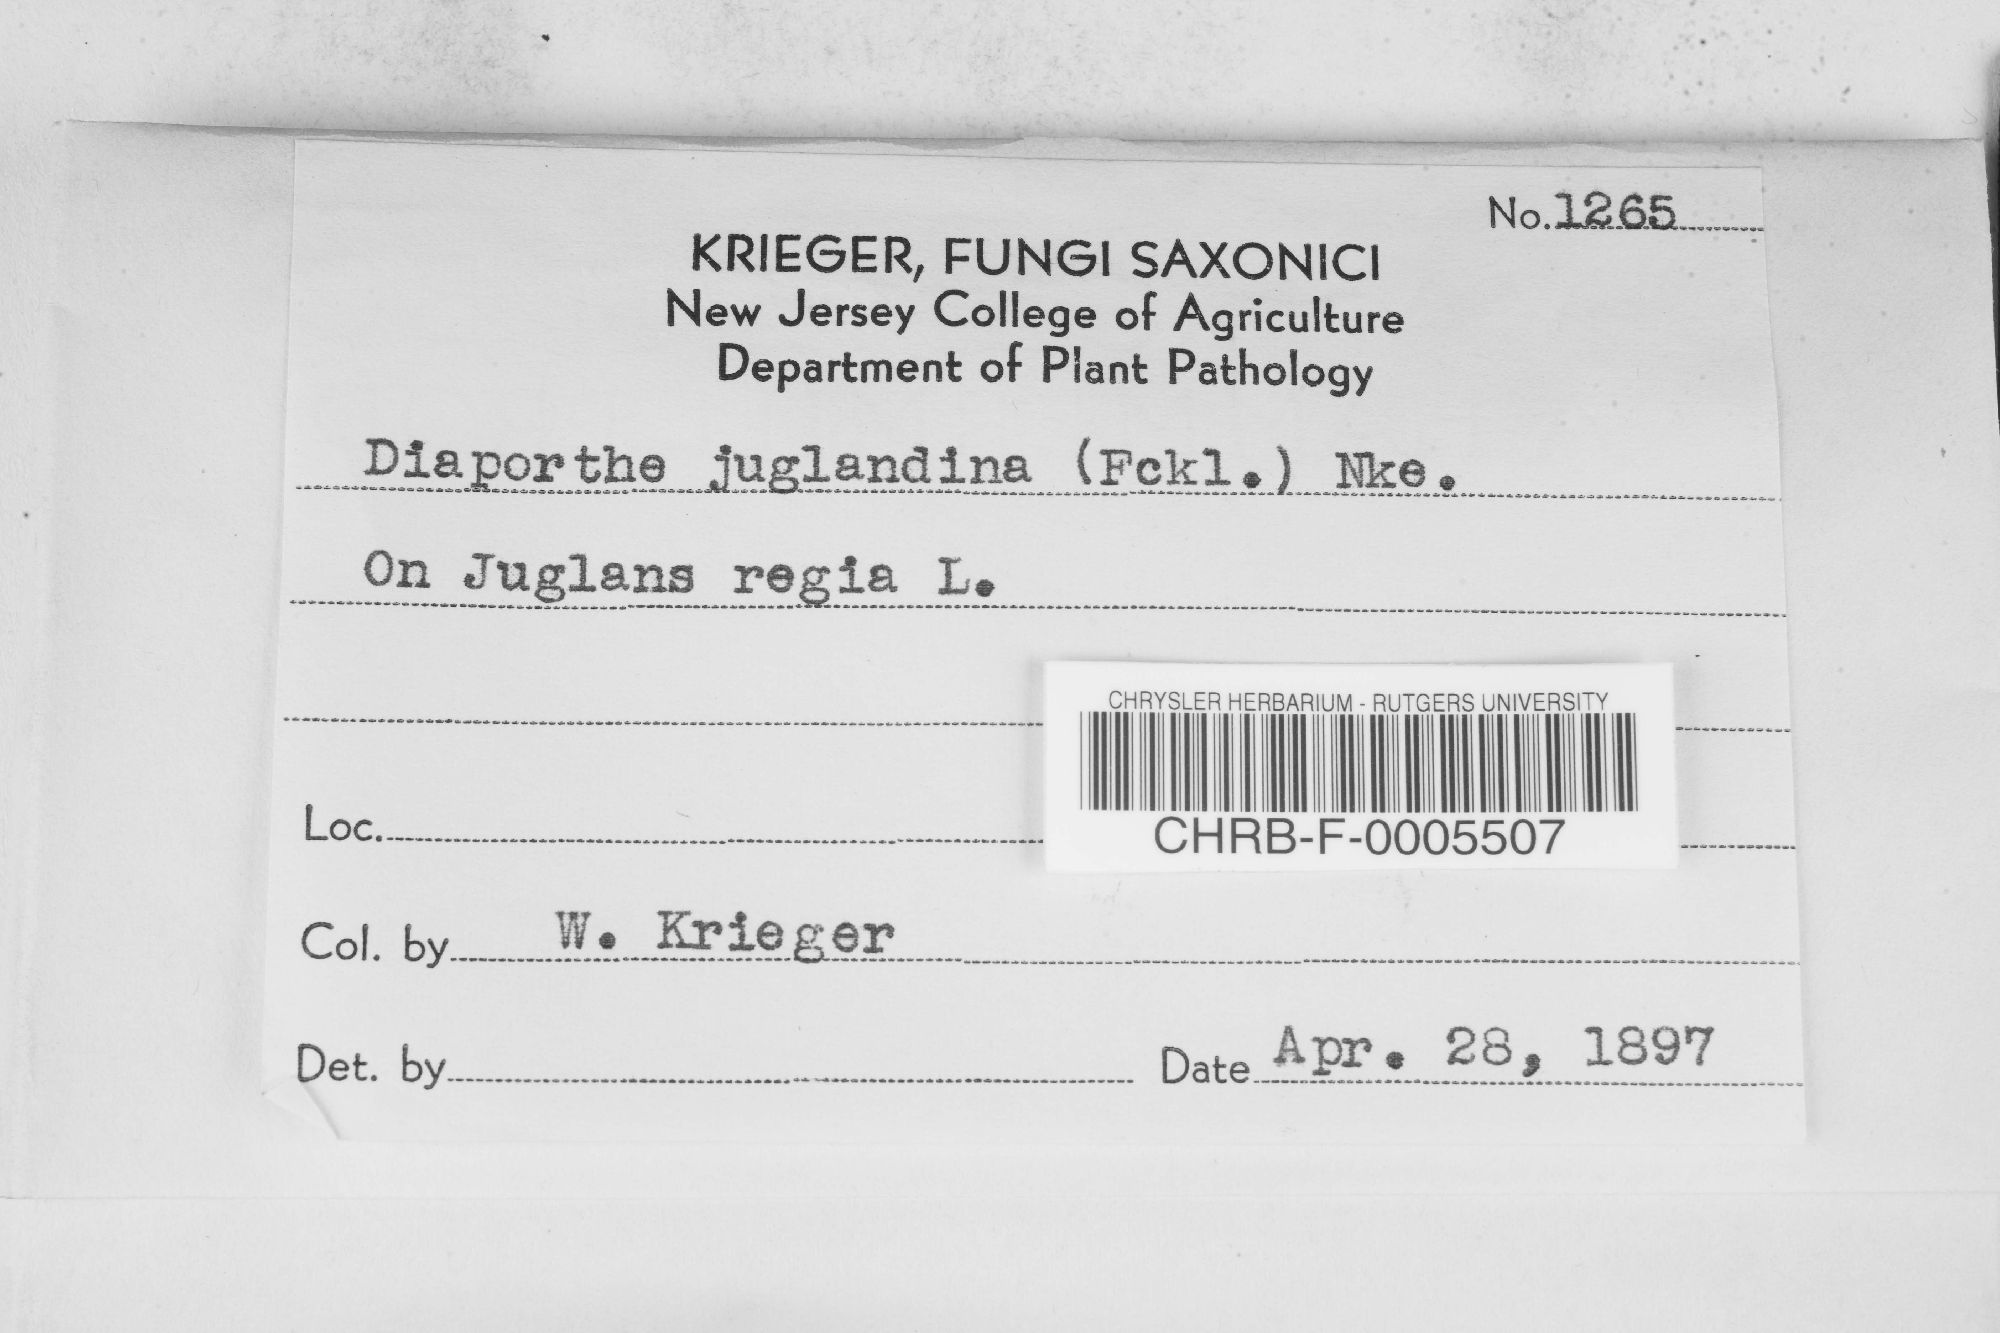 No. 1265
KRIEGER, FUNGI SAXONICI
New Jersey College of Agriculture
Department of Plant Pathology
Diaporthe juglandina (Fckl.) Nke.
On Juglans regia L.
CHRYSLER HERBARIUM - RUTGERS UNIVERSITY
CHRB-F-0005507
Loc.
Col. by W. Krieger
Det. by Date Apr. 28, 1897